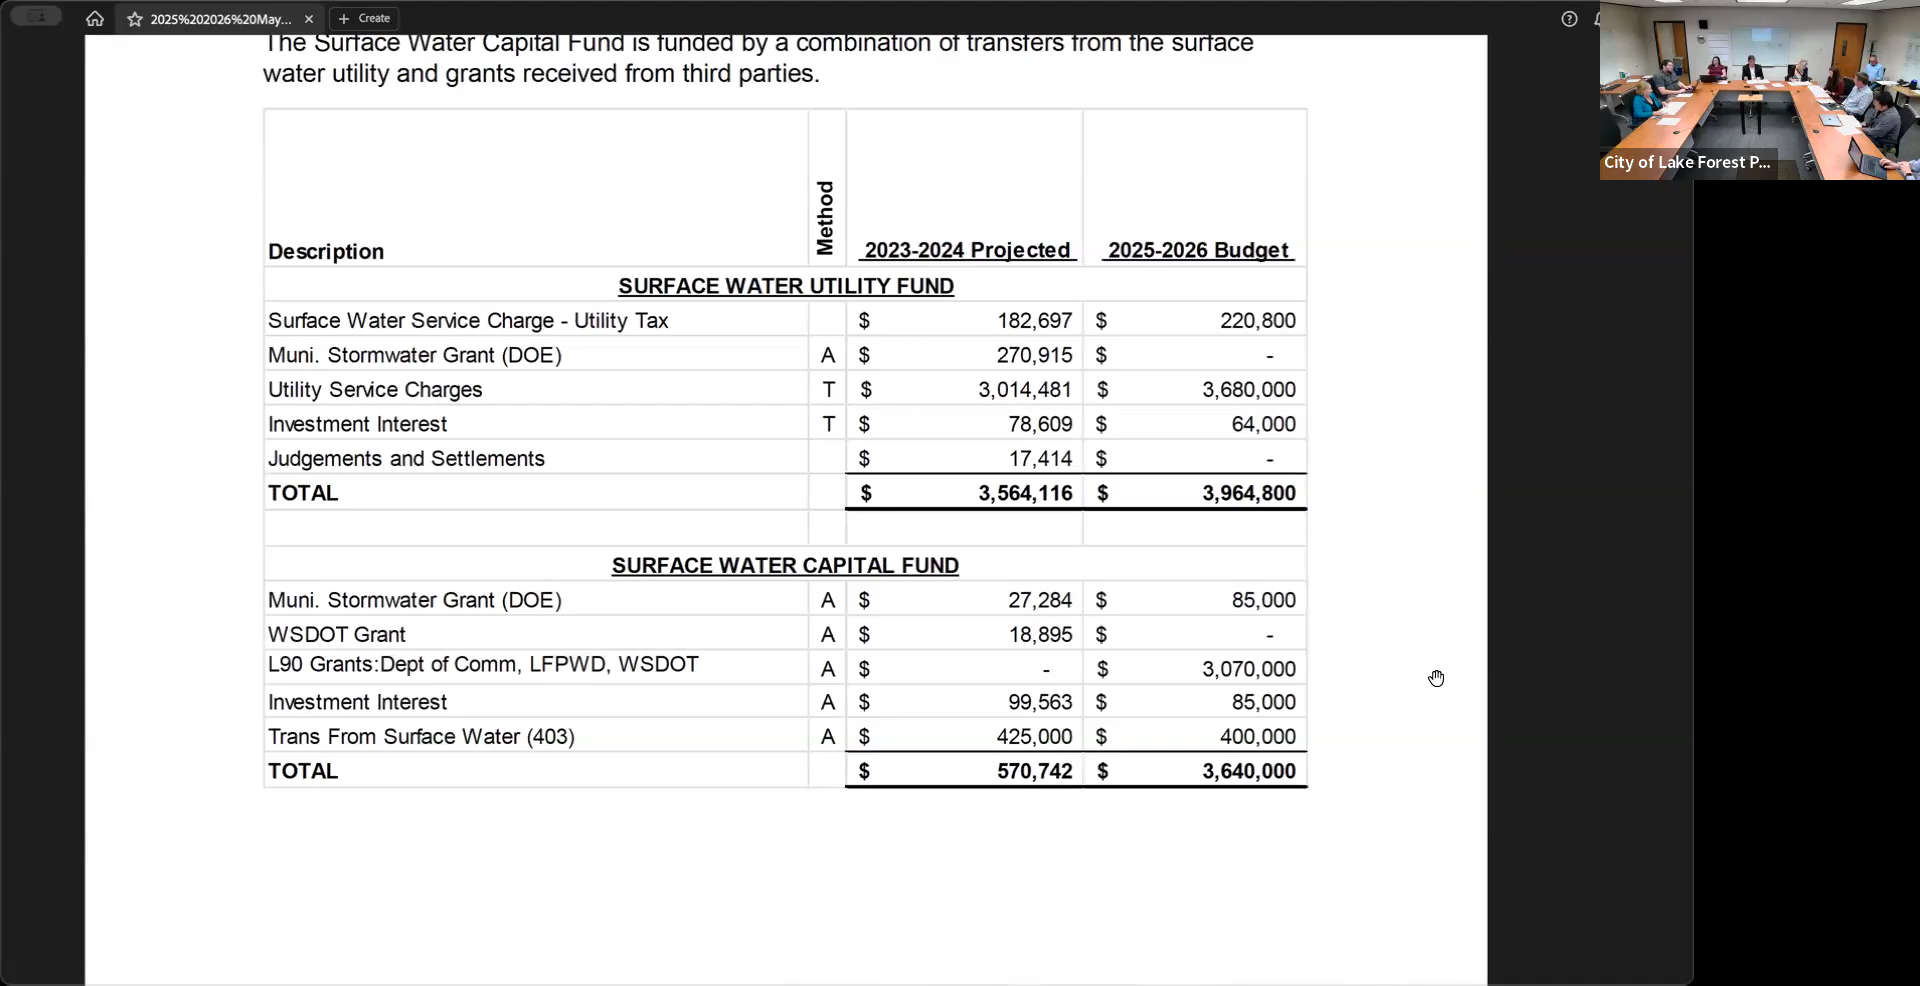 2025%202026%20May...
Create
The Surface Water Capital Fund is funded by a combination of transfers from the surface
water utility and grants received from third parties.
City of Lake Forest P...
Description Method 2023-2024 Projected 2025-2026 Budget
SURFACE WATER UTILITY FUND
Surface Water Service Charge - Utility Tax $ 182,697 $ 220,800
Muni. Stormwater Grant (DOE) A $ 270,915 $ -
Utility Service Charges T $ 3,014,481 $ 3,680,000
Investment Interest T $ 78,609 $ 64,000
Judgements and Settlements $ 17,414 $ -
TOTAL $ 3,564,116 $ 3,964,800
SURFACE WATER CAPITAL FUND
Muni. Stormwater Grant (DOE) A $ 27,284 $ 85,000
WSDOT Grant A $ 18,895 $ -
L90 Grants:Dept of Comm, LFPWD, WSDOT A $ - $ 3,070,000
Investment Interest A $ 99,563 $ 85,000
Trans From Surface Water (403) A $ 425,000 $ 400,000
TOTAL $ 570,742 $ 3,640,000